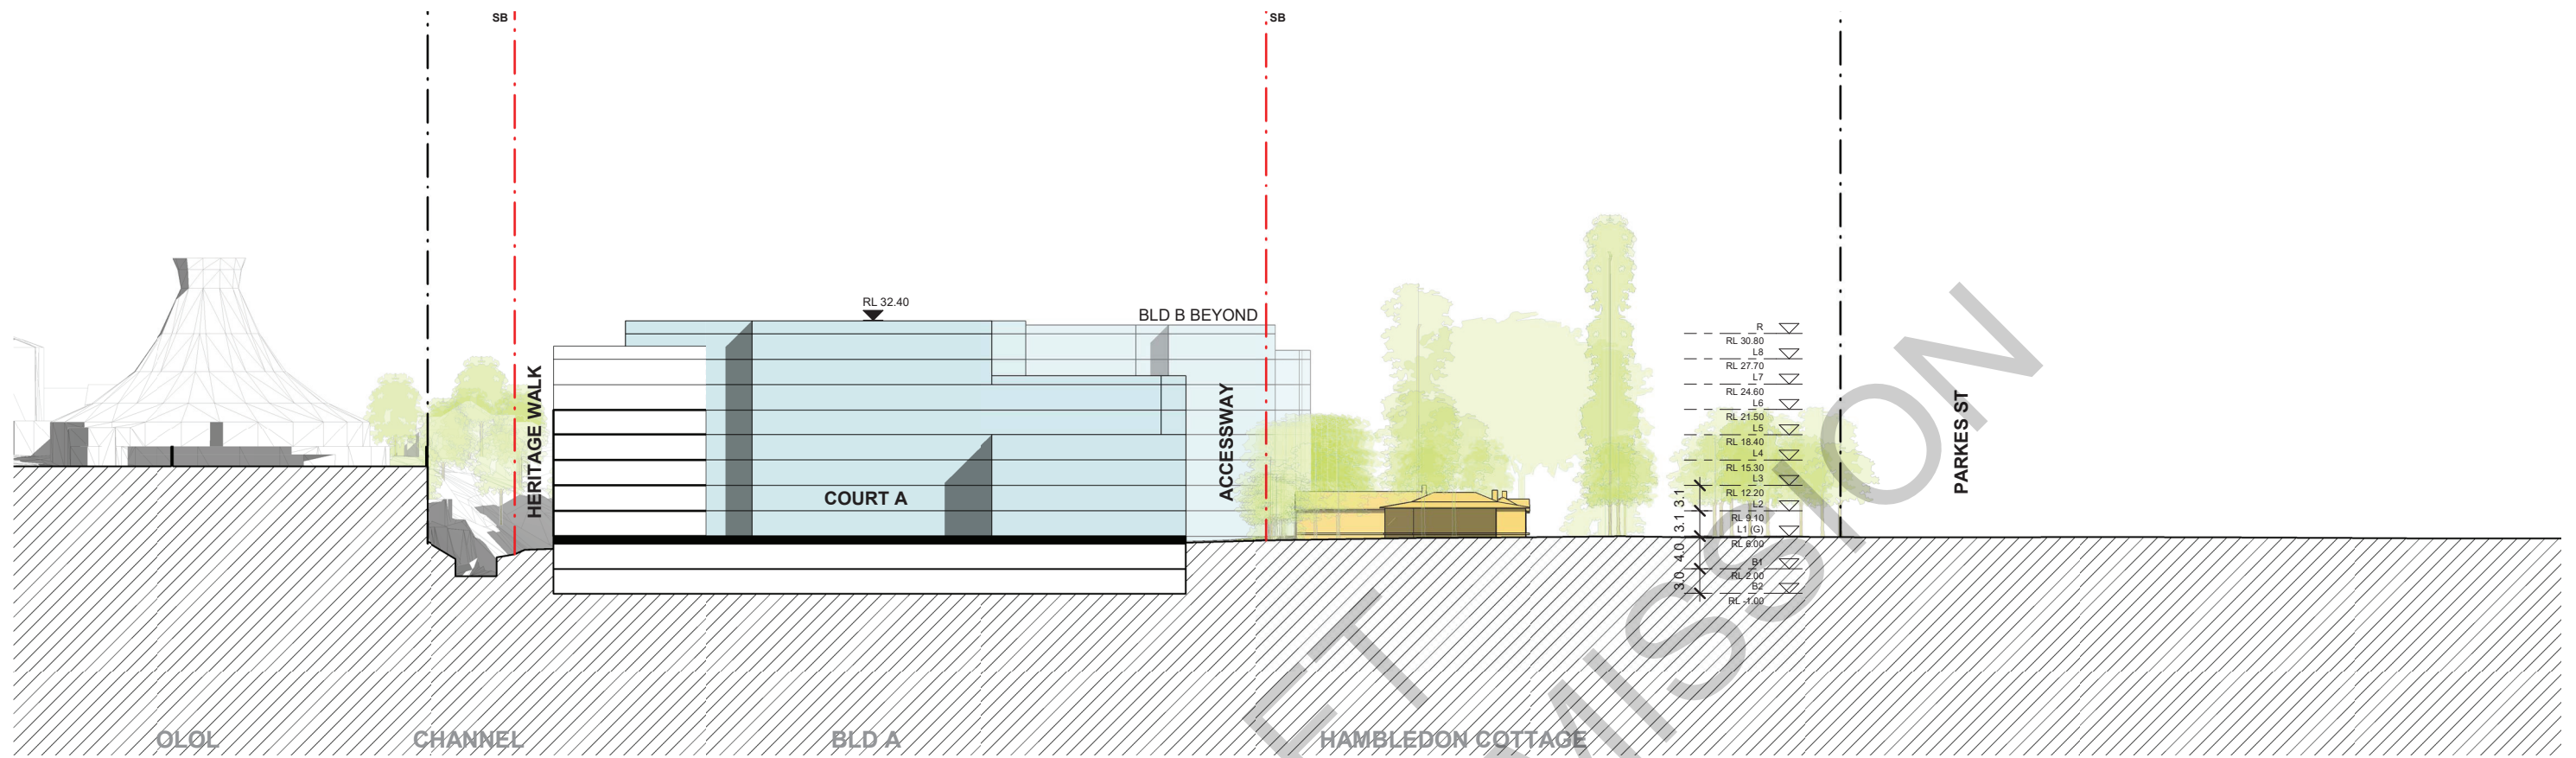 SB
SB
RL 32.40
BLD B BEYOND
HERITAGE WALK
COURT A
ACCESSWAY
PARKES ST
R
RL 30.80
L8
RL 27.70
L7
RL 24.60
L6
RL 21.50
L5
RL 18.40
L4
RL 15.30
L3
RL 12.20
L2
RL 9.10
L1 (G)
RL 6.00
B1
RL 2.00
B2
RL -1.00
3.1
3.1
4.0
3.0
OLOL
CHANNEL
BLD A
HAMBLEDON COTTAGE
ET
MISSION